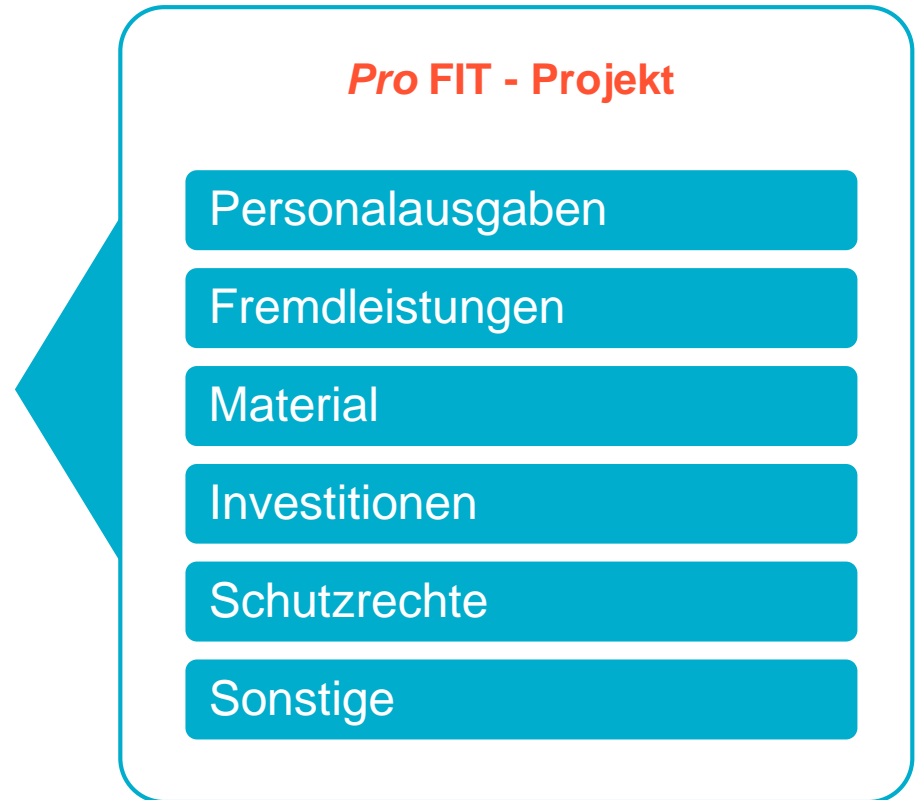 Pro FIT - Projekt
Personalausgaben
Fremdleistungen
Material
Investitionen
Schutzrechte
Sonstige